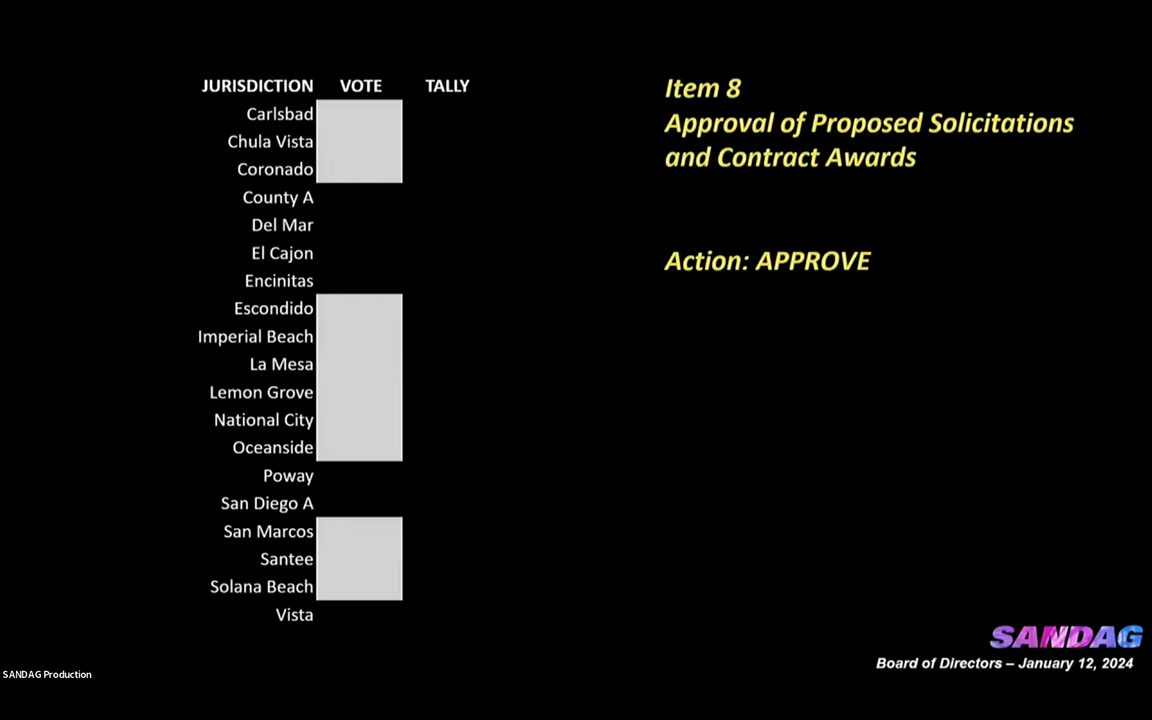 JURISDICTION VOTE TALLY
Carlsbad
Chula Vista
Coronado
County A
Del Mar
El Cajon
Encinitas
Escondido
Imperial Beach
La Mesa
Lemon Grove
National City
Oceanside
Poway
San Diego A
San Marcos
Santee
Solana Beach
Vista
Item 8
Approval of Proposed Solicitations
and Contract Awards
Action: APPROVE
SANDAG
Board of Directors – January 12, 2024
SANDAG Production